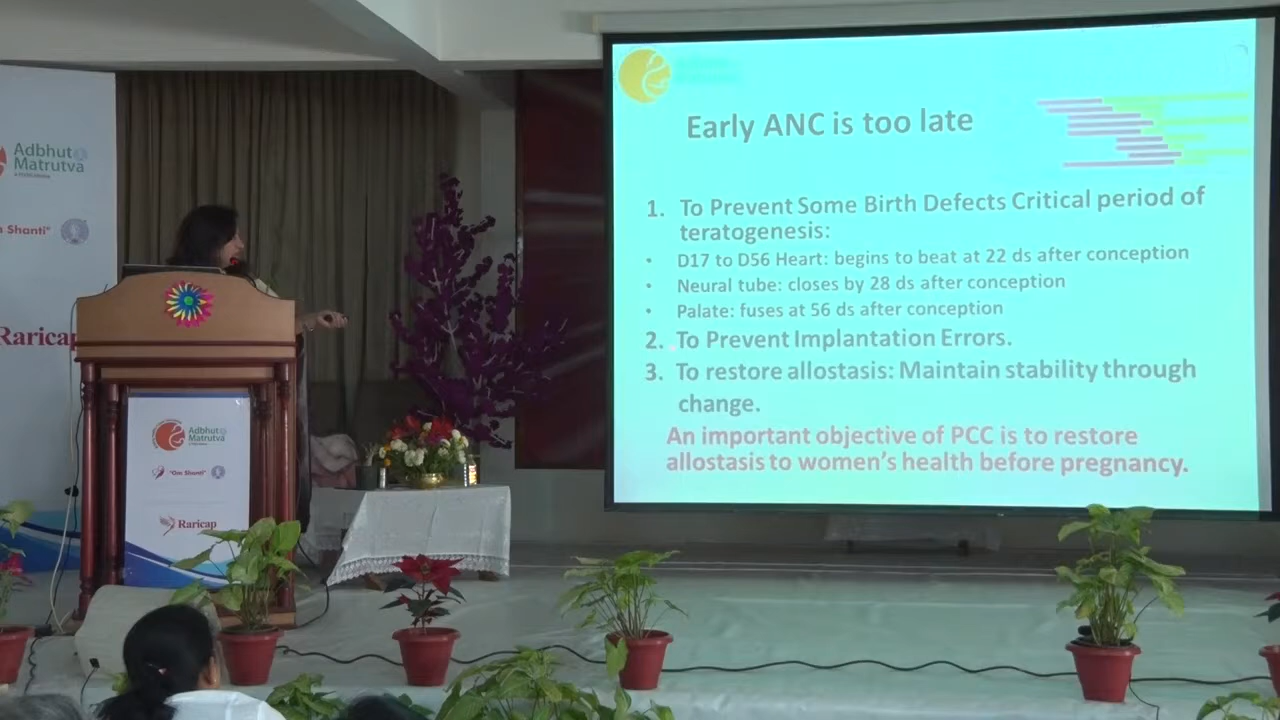 Adbhut
Matrutva
Shanti"
Raricap
Adbhut
Matrutva
"Om Shanti"
Raricap
Early ANC is too late
1. To Prevent Some Birth Defects Critical period of
teratogenesis:
• D17 to D56 Heart: begins to beat at 22 ds after conception
• Neural tube: closes by 28 ds after conception
• Palate: fuses at 56 ds after conception
2. To Prevent Implantation Errors.
3. To restore allostasis: Maintain stability through
change.
An important objective of PCC is to restore
allostasis to women's health before pregnancy.